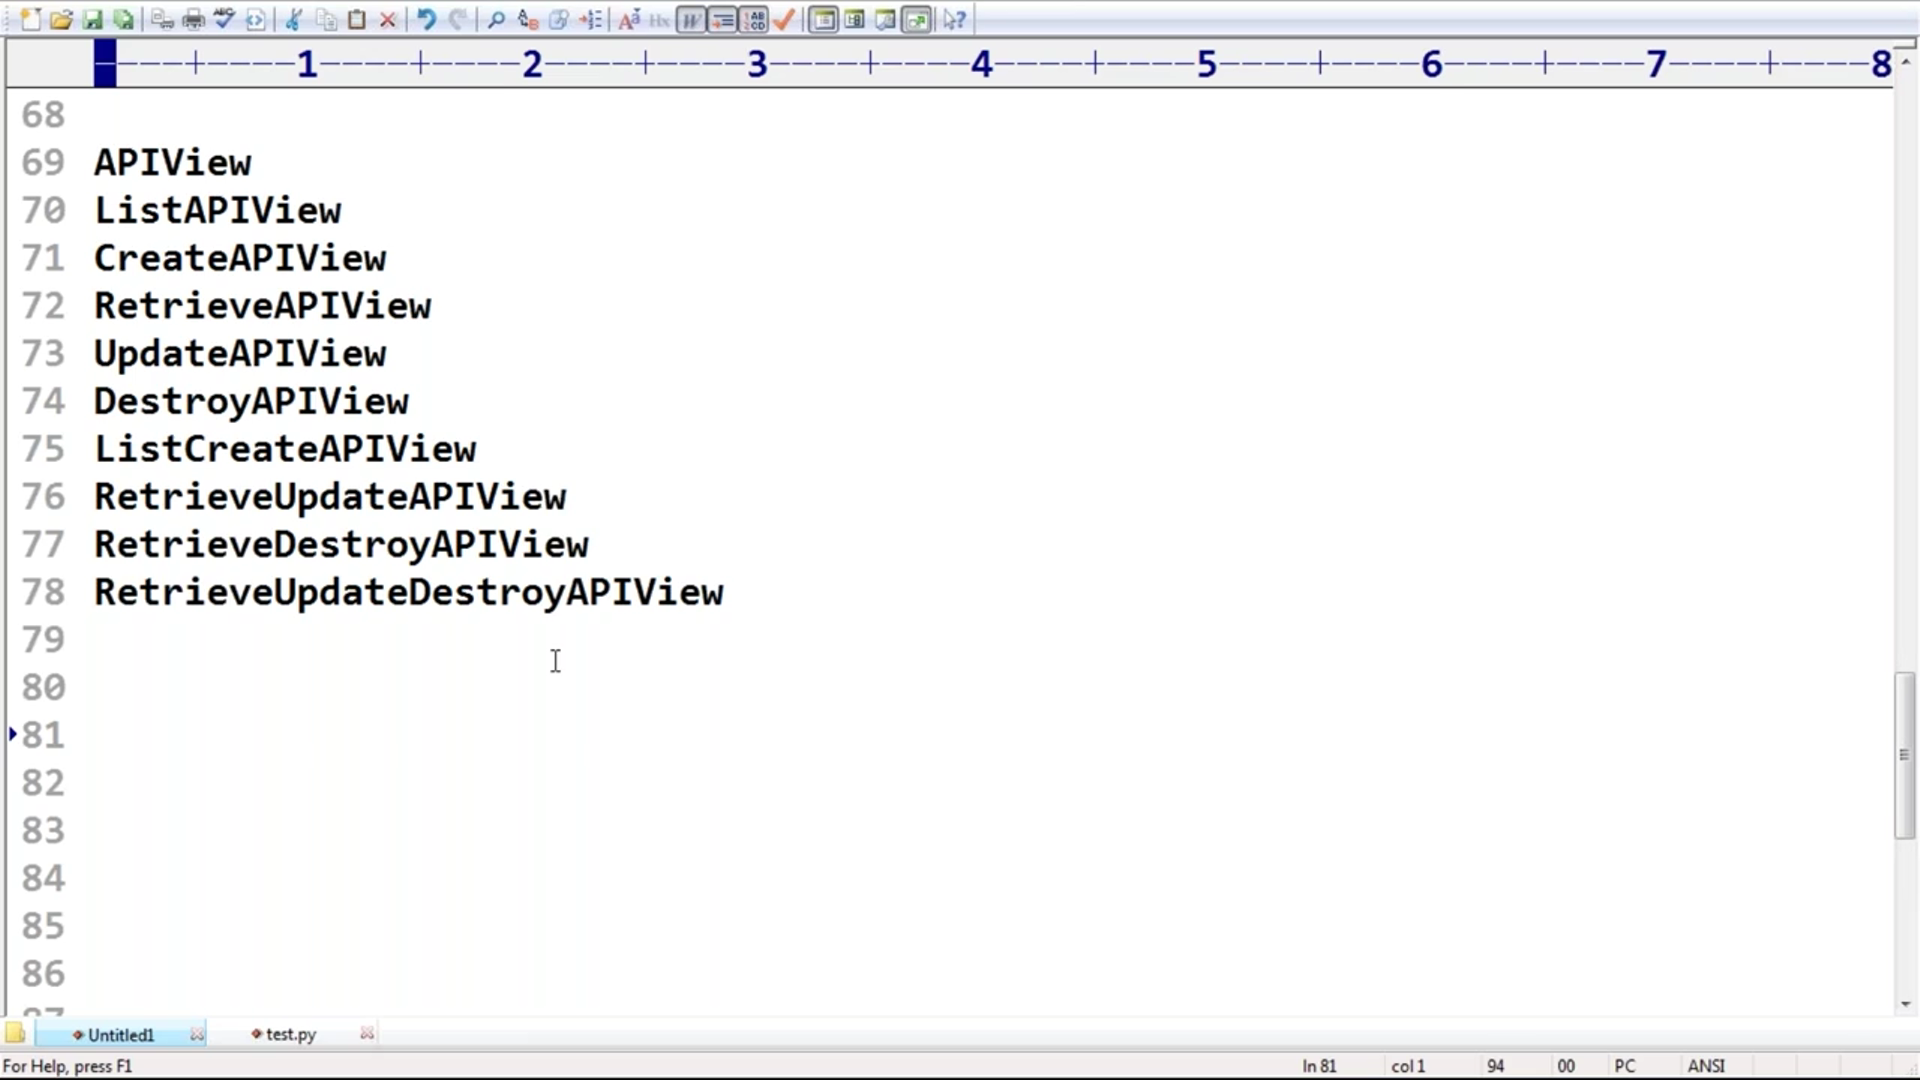 1 2 3 4 5 6 7 8
68
69 APIView
70 ListAPIView
71 CreateAPIView
72 RetrieveAPIView
73 UpdateAPIView
74 DestroyAPIView
75 ListCreateAPIView
76 RetrieveUpdateAPIView
77 RetrieveDestroyAPIView
78 RetrieveUpdateDestroyAPIView
79
80
81
82
83
84
85
86
87
Untitled1 test.py
For Help, press F1 ln 81 col 1 94 00 PC ANSI